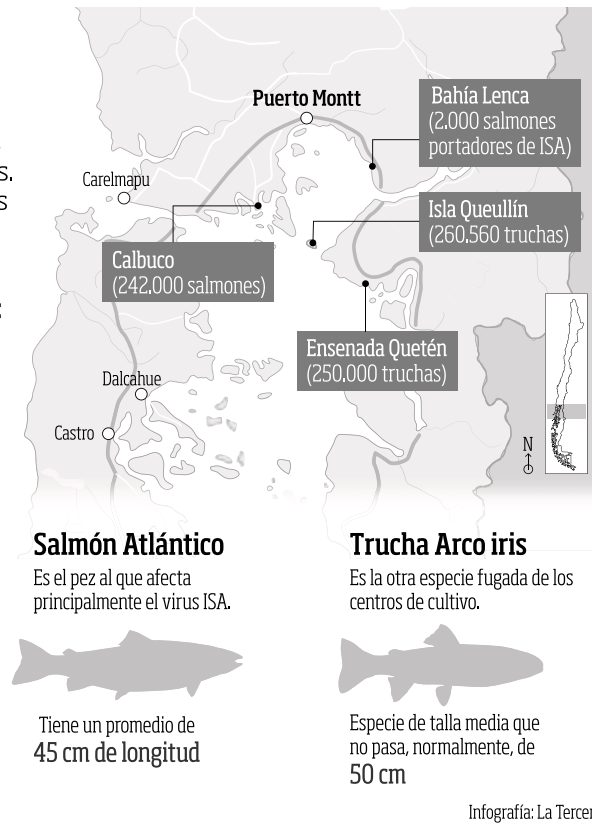 s.
s
Puerto Montt
Bahía Lenca
(2.000 salmones
portadores de ISA)
Carelmapu
Isla Queullín
(260.560 truchas)
Calbuco
(242.000 salmones)
Ensenada Quetén
(250.000 truchas)
Dalcahue
Castro
N
Salmón Atlántico
Es el pez al que afecta
principalmente el virus ISA.
Tiene un promedio de
45 cm de longitud
Trucha Arco iris
Es la otra especie fugada de los
centros de cultivo.
Especie de talla media que
no pasa, normalmente, de
50 cm
Infografía: La Tercer